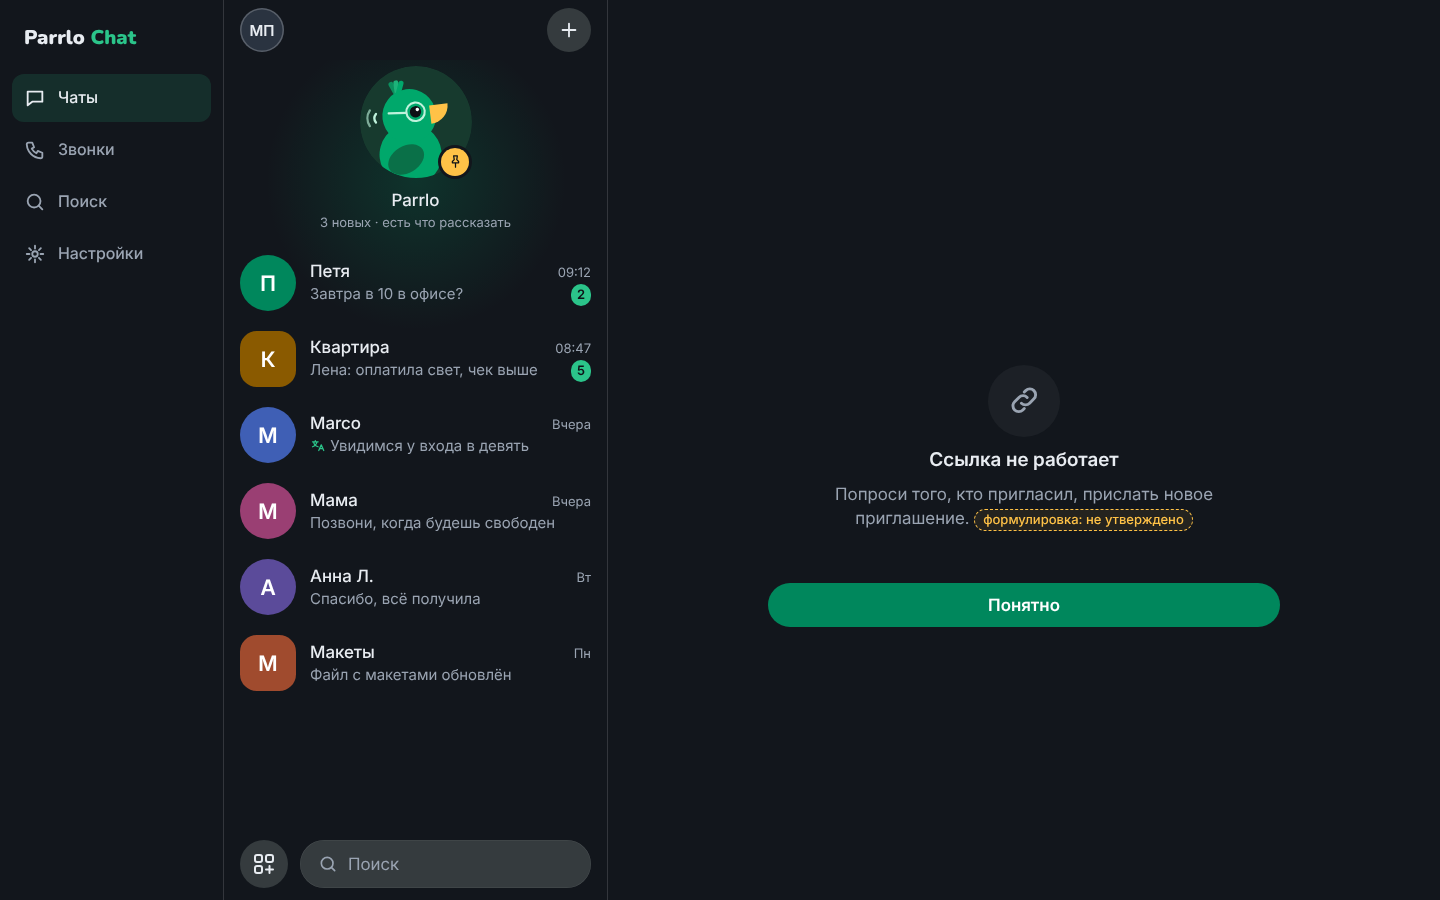 Parrlo Chat
Чаты
Звонки
Поиск
Настройки
МП
Parrlo
3 новых · есть что рассказать
П
Петя
09:12
Завтра в 10 в офисе?
2
К
Квартира
08:47
Лена: оплатила свет, чек выше
5
M
Marco
Вчера
Увидимся у входа в девять
М
Мама
Вчера
Позвони, когда будешь свободен
А
Анна Л.
Вт
Спасибо, всё получила
М
Макеты
Пн
Файл с макетами обновлён
Поиск
Ссылка не работает
Попроси того, кто пригласил, прислать новое
приглашение. формулировка: не утверждено
Понятно